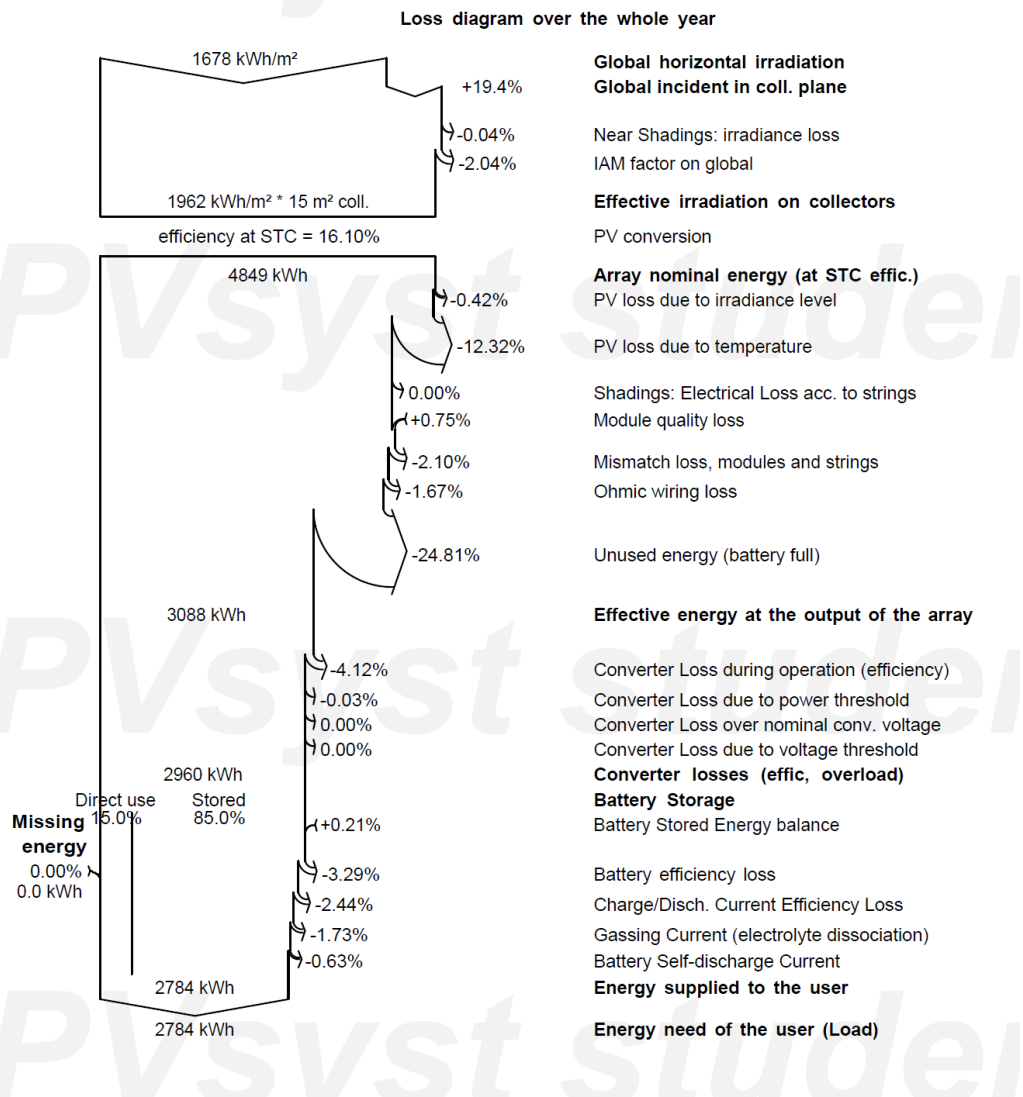 Loss diagram over the whole year
1678 kWh/m²
Global horizontal irradiation
+19.4%
Global incident in coll. plane
-0.04%
Near Shadings: irradiance loss
-2.04%
IAM factor on global
1962 kWh/m² * 15 m² coll.
Effective irradiation on collectors
efficiency at STC = 16.10%
PV conversion
4849 kWh
Array nominal energy (at STC effic.)
-0.42%
PV loss due to irradiance level
-12.32%
PV loss due to temperature
0.00%
Shadings: Electrical Loss acc. to strings
+0.75%
Module quality loss
-2.10%
Mismatch loss, modules and strings
-1.67%
Ohmic wiring loss
-24.81%
Unused energy (battery full)
3088 kWh
Effective energy at the output of the array
-4.12%
Converter Loss during operation (efficiency)
-0.03%
Converter Loss due to power threshold
0.00%
Converter Loss over nominal conv. voltage
0.00%
Converter Loss due to voltage threshold
2960 kWh
Converter losses (effic, overload)
Direct use
Stored
Battery Storage
Missing
15.0%
85.0%
+0.21%
Battery Stored Energy balance
energy
0.00%
0.0 kWh
-3.29%
Battery efficiency loss
-2.44%
Charge/Disch. Current Efficiency Loss
-1.73%
Gassing Current (electrolyte dissociation)
-0.63%
Battery Self-discharge Current
2784 kWh
Energy supplied to the user
2784 kWh
Energy need of the user (Load)
PVsyst studen
PVsyst studen
PVsyst studen